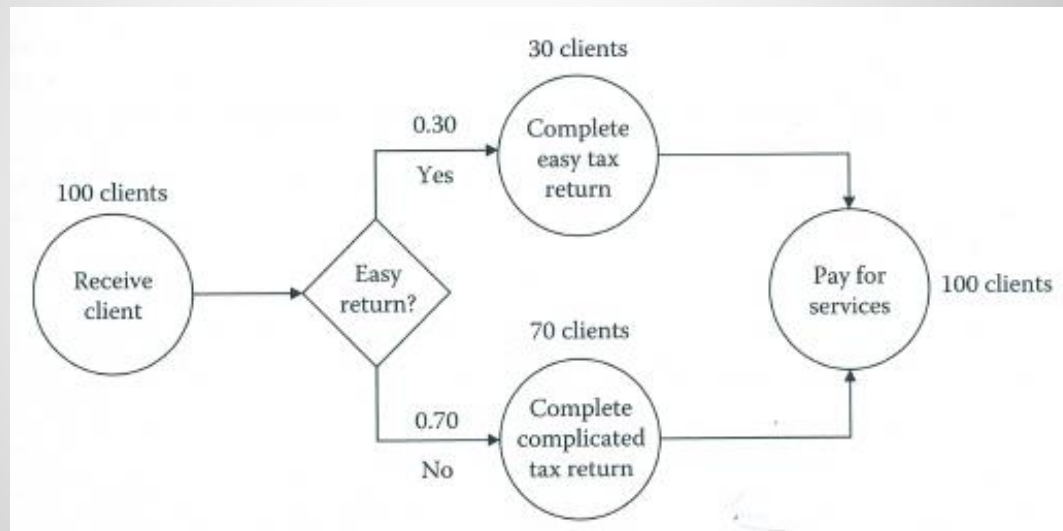 30 clients
0.30
Yes
Complete
easy tax
return
100 clients
Receive
client
Easy
return?
Pay for
services
100 clients
70 clients
0.70
No
Complete
complicated
tax return